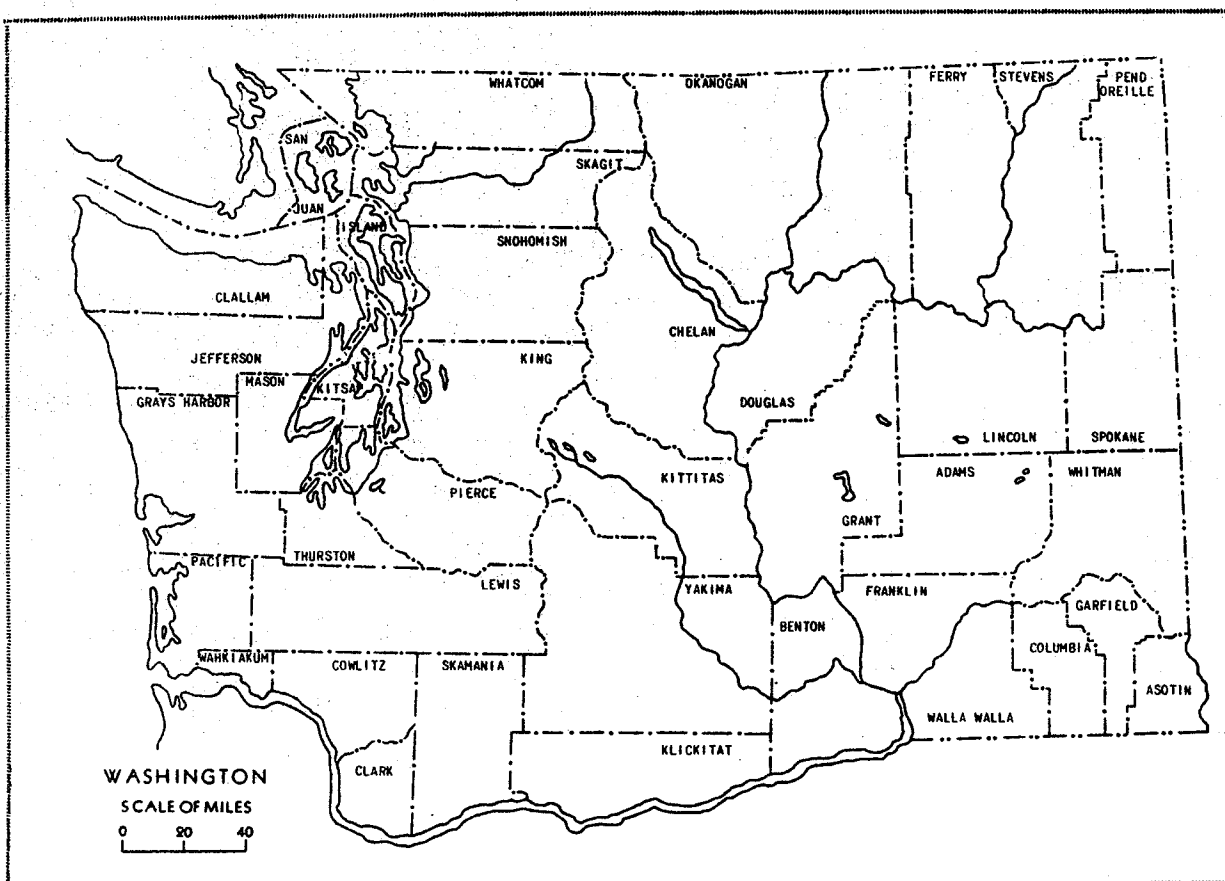 WHATCOM
OKANOGAN
FERRY
STEVENS
PEND
OREILLE
SAN
JUAN
SKAGIT
ISLAND
SNOHOMISH
CLALLAM
CHELAN
JEFFERSON
KING
MASON
KITSAP
GRAYS HARBOR
DOUGLAS
LINCOLN
SPOKANE
KITTITAS
ADAMS
WHITMAN
PIERCE
GRANT
THURSTON
PACIFIC
LEWIS
YAKIMA
FRANKLIN
GARFIELD
BENTON
COLUMBIA
WAHKIAKUM
COWLITZ
SKAMANIA
ASOTIN
WALLA WALLA
KLICKITAT
CLARK
WASHINGTON
SCALE OF MILES
0 20 40